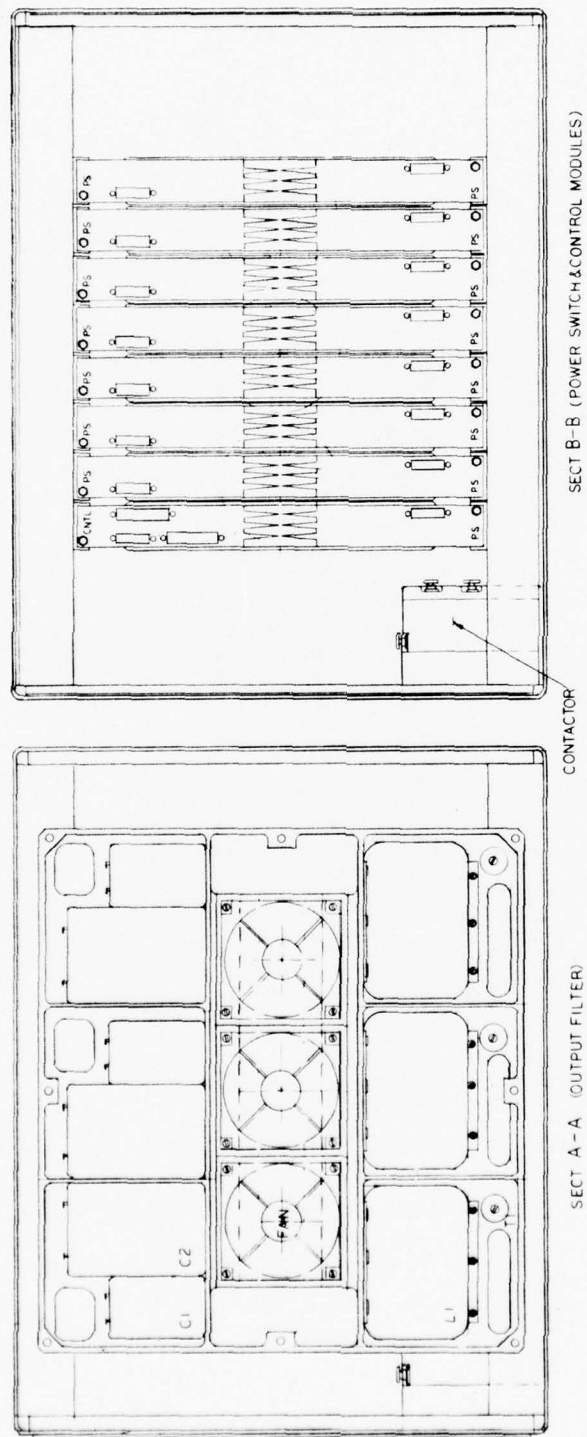 C1 C2
FAN
L1
SECT A-A (OUTPUT FILTER)
CNTL PS PS PS PS PS PS PS
PS PS PS PS PS PS PS PS
CONTACTOR
SECT B-B (POWER SWITCH & CONTROL MODULES)